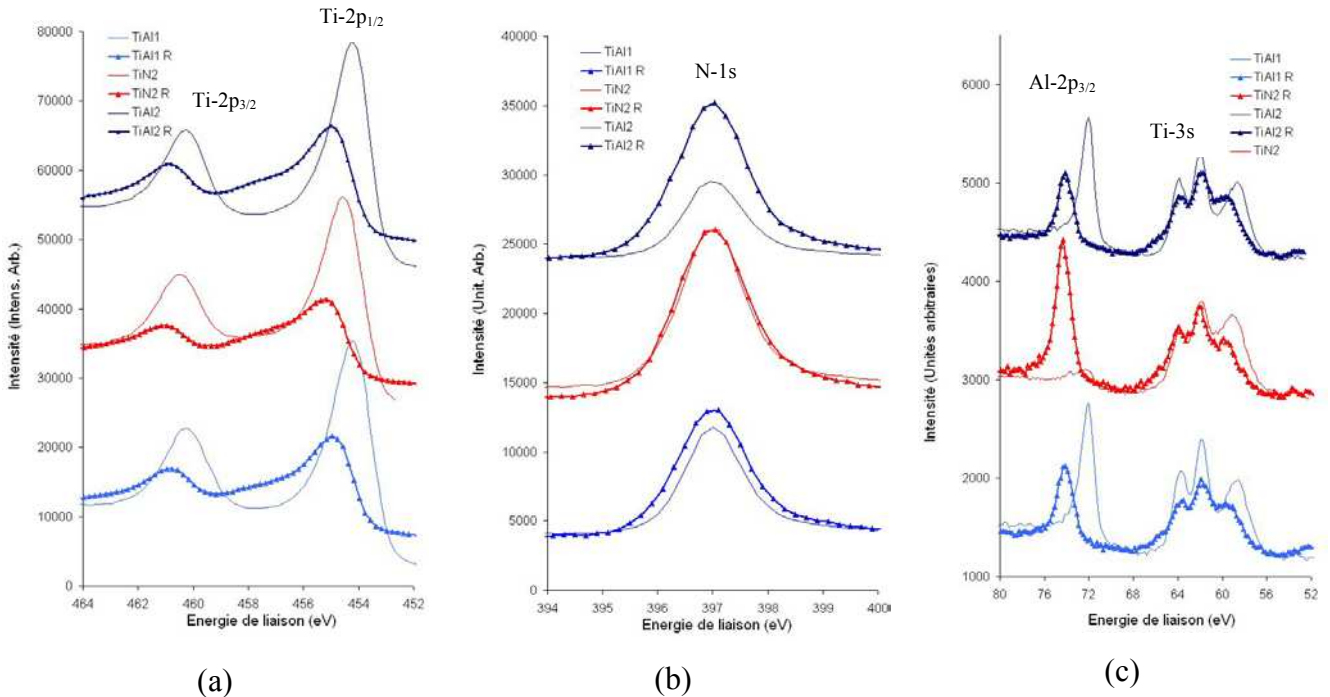 Ti-2p1/2
TiAl1
TiAl1 R
TiN2
TiN2 R
TiAl2
TiAl2 R
Ti-2p3/2
80000
70000
60000
50000
40000
30000
20000
10000
0
Intensité (Intens. Arb.)
464 462 460 458 456 454 452
Energie de liaison (eV)
(a)
N-1s
TiAl1
TiAl1 R
TiN2
TiN2 R
TiAl2
TiAl2 R
40000
35000
30000
25000
20000
15000
10000
5000
0
Intensité (Unit. Arb.)
394 395 396 397 398 399 400
Energie de liaison (eV)
(b)
TiAl1
TiAl1 R
TiN2 R
TiAl2
TiAl2 R
TiN2
Al-2p3/2
Ti-3s
6000
5000
4000
3000
2000
1000
Intensité (Unités arbitraires)
80 76 72 68 64 60 56 52
Energie de liaison (eV)
(c)